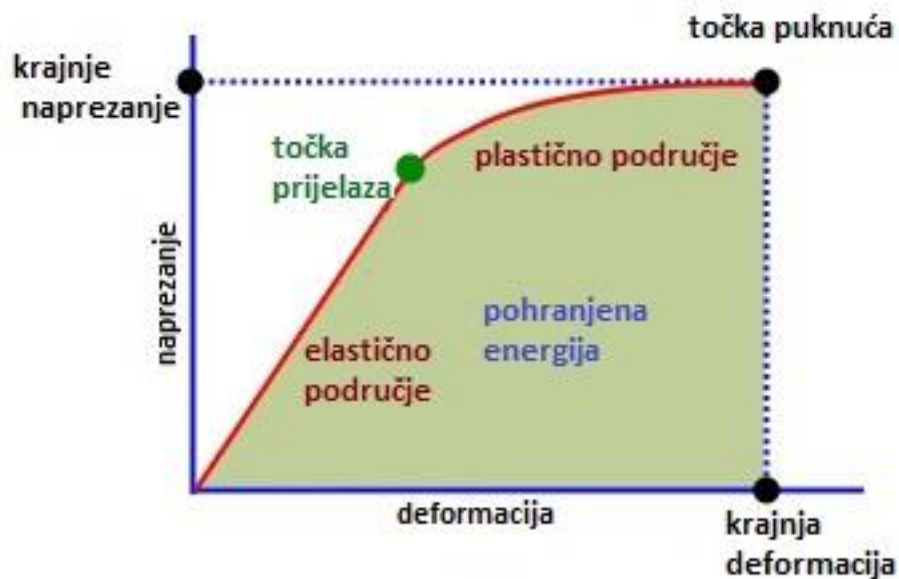 točka puknuća
krajnje
naprezanje
točka
prijelaza
plastično područje
naprezanje
pohranjena
energija
elastično
područje
deformacija
krajnja
deformacija